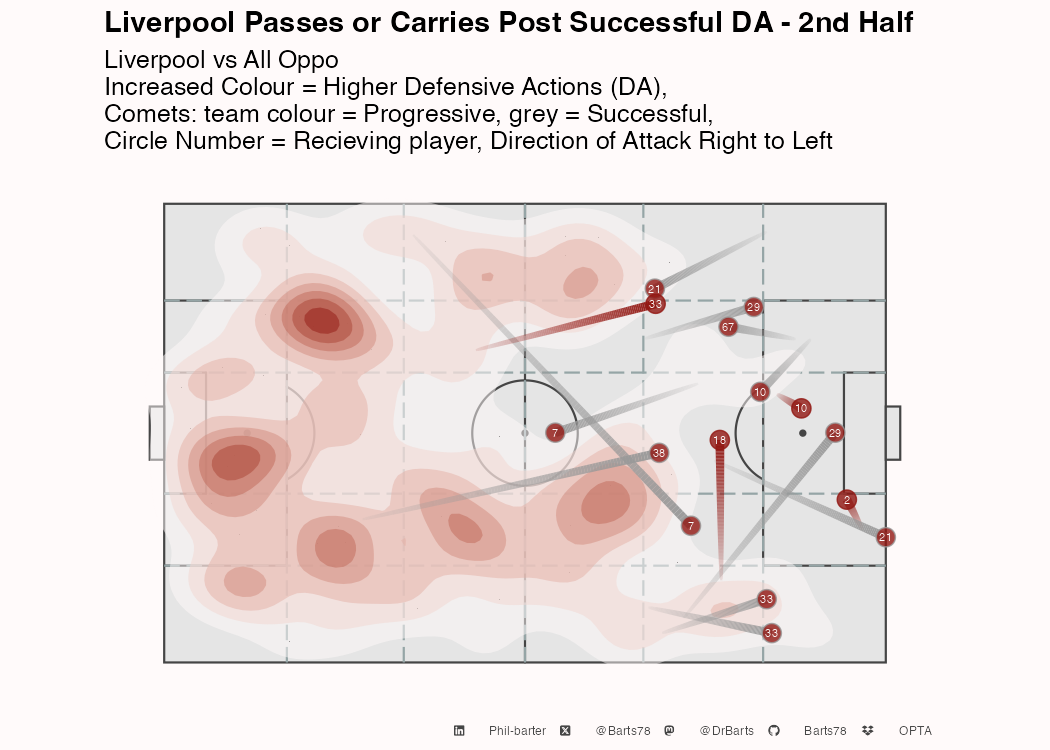 Liverpool Passes or Carries Post Successful DA - 2nd Half
Liverpool vs All Oppo
Increased Colour = Higher Defensive Actions (DA),
Comets: team colour = Progressive, grey = Successful,
Circle Number = Recieving player, Direction of Attack Right to Left
21
33
29
67
10
10
7
29
18
38
2
7
21
33
33
Phil-barter @Barts78 @DrBarts Barts78 OPTA